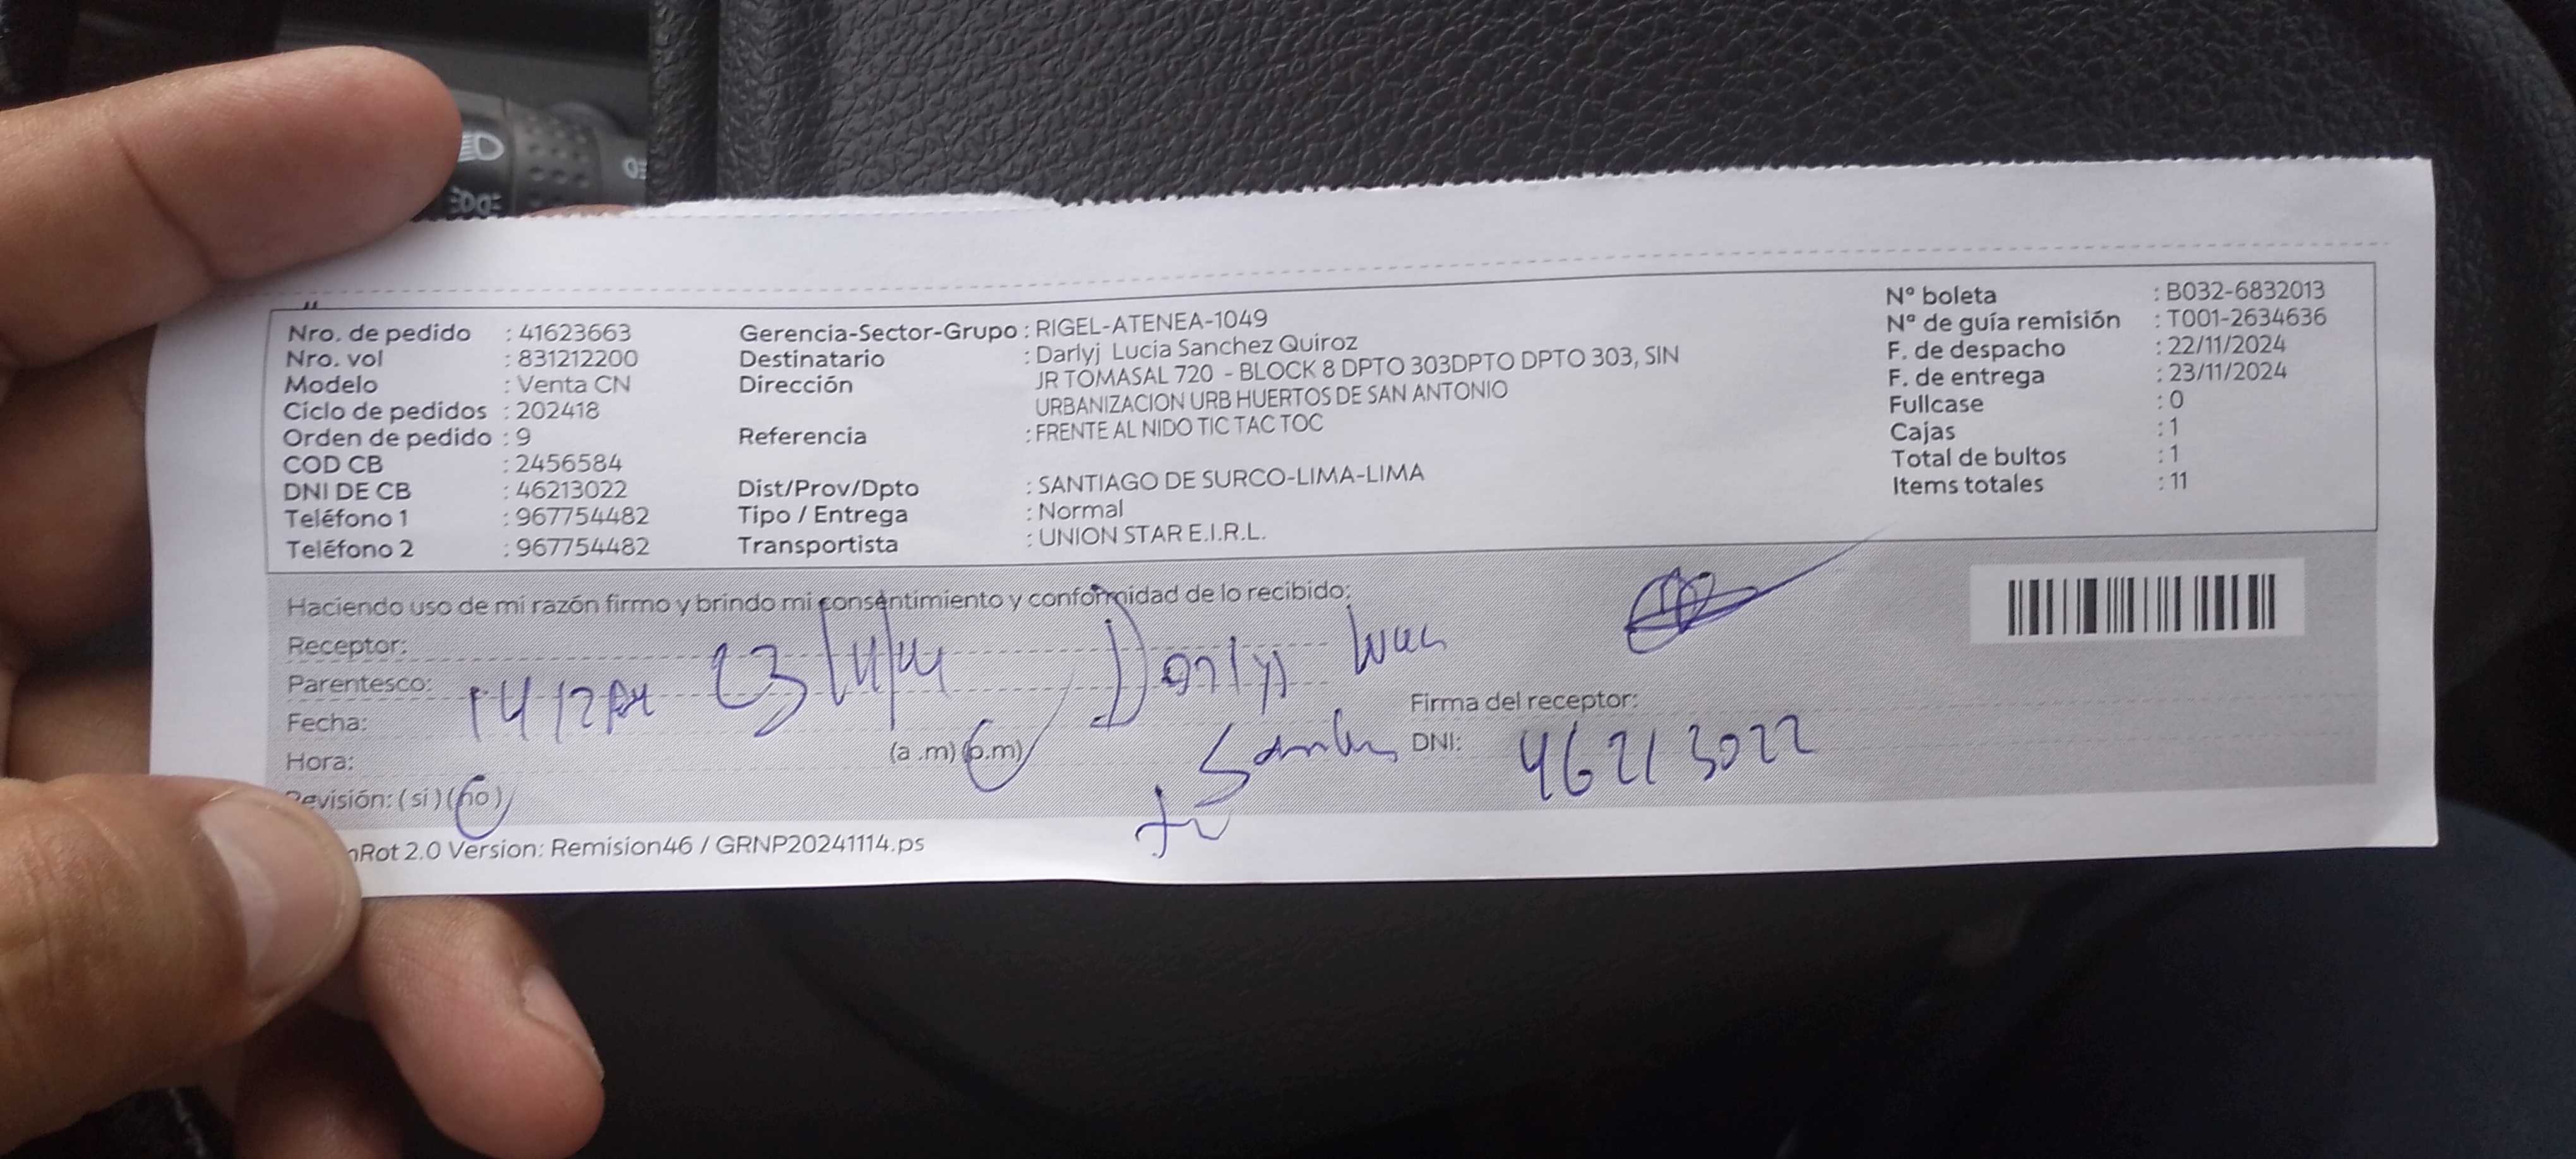 Nro. de pedido : 41623663
Nro. vol : 831212200
Modelo : Venta CN
Ciclo de pedidos : 202418
Orden de pedido : 9
COD CB : 2456584
DNI DE CB : 46213022
Teléfono 1 : 967754482
Teléfono 2 : 967754482
Gerencia-Sector-Grupo : RIGEL-ATENEA-1049
Destinatario : Darlyj Lucia Sanchez Quiroz
Dirección JR TOMASAL 720 - BLOCK 8 DPTO 303DPTO DPTO 303, SIN
URBANIZACION URB HUERTOS DE SAN ANTONIO
Referencia : FRENTE AL NIDO TIC TAC TOC
Dist/Prov/Dpto : SANTIAGO DE SURCO-LIMA-LIMA
Tipo / Entrega : Normal
Transportista : UNION STAR E.I.R.L.
Nº boleta : B032-6832013
Nº de guía remisión : T001-2634636
F. de despacho : 22/11/2024
F. de entrega : 23/11/2024
Fullcase : 0
Cajas : 1
Total de bultos : 1
Items totales : 11
Haciendo uso de mi razón firmo y brindo mi consentimiento y conformidad de lo recibido:
Receptor:
Parentesco:
Fecha:
Hora: (a .m) (p.m)
Revisión: ( si ) ( no )
Firma del receptor:
DNI: 46213022
nRot 2.0 Version: Remision46 / GRNP20241114.ps